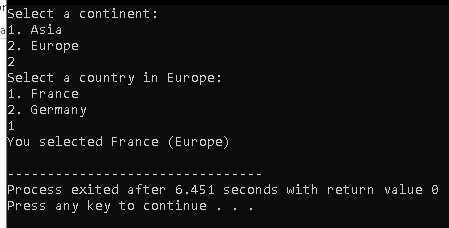 Select a continent:
1. Asia
2. Europe
2
Select a country in Europe:
1. France
2. Germany
1
You selected France (Europe)
--------------------------------
Process exited after 6.451 seconds with return value 0
Press any key to continue . . .